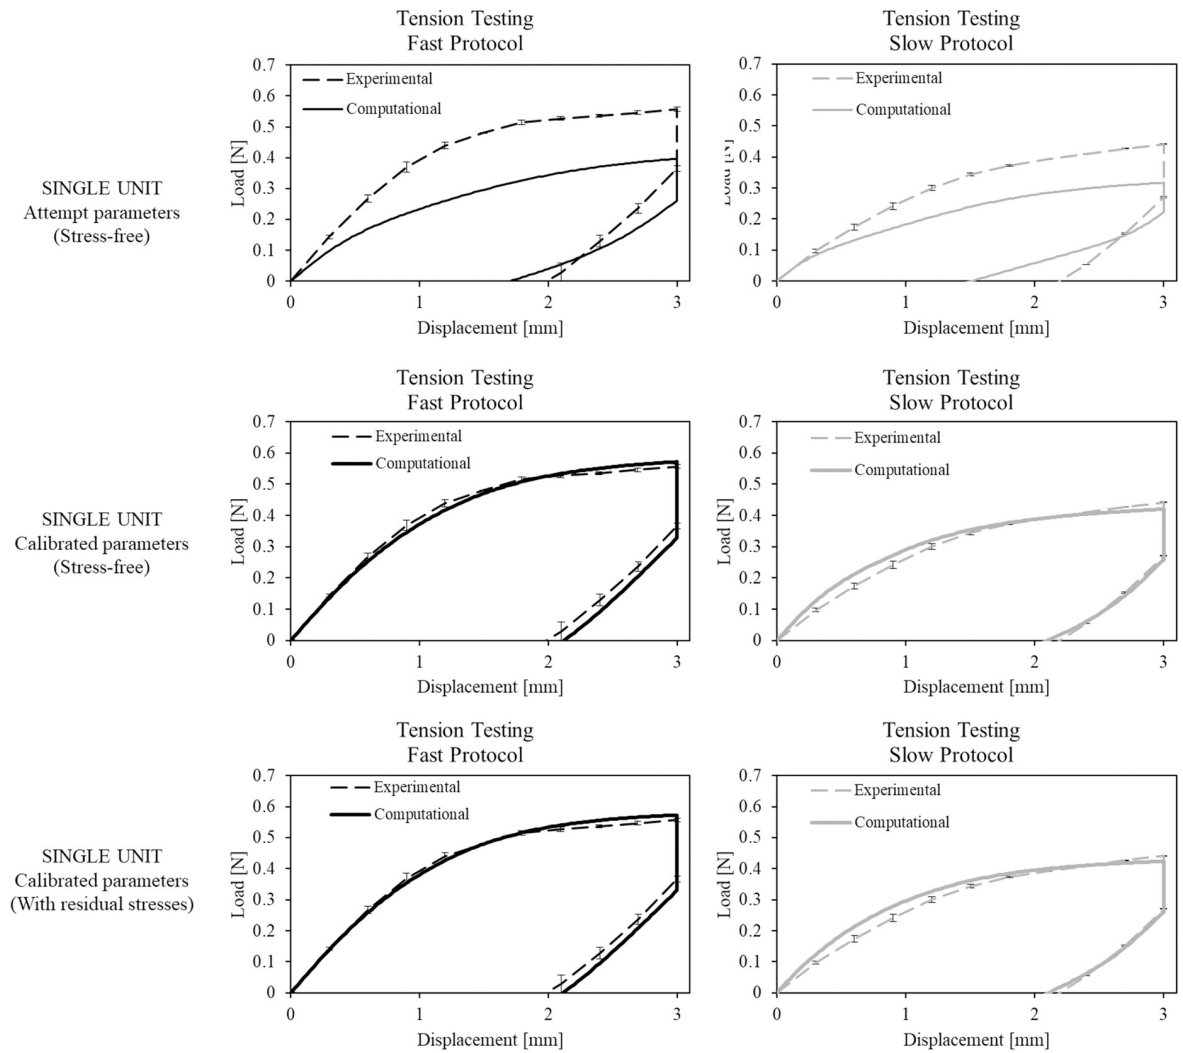 Tension Testing
Fast Protocol
Tension Testing
Slow Protocol
SINGLE UNIT
Attempt parameters
(Stress-free)
Load [N]
0.7
0.6
0.5
0.4
0.3
0.2
0.1
0
Experimental
Computational
0
1
2
3
Displacement [mm]
Load [N]
0.7
0.6
0.5
0.4
0.3
0.2
0.1
0
Experimental
Computational
0
1
2
3
Displacement [mm]
Tension Testing
Fast Protocol
Tension Testing
Slow Protocol
SINGLE UNIT
Calibrated parameters
(Stress-free)
Load [N]
0.7
0.6
0.5
0.4
0.3
0.2
0.1
0
Experimental
Computational
0
1
2
3
Displacement [mm]
Load [N]
0.7
0.6
0.5
0.4
0.3
0.2
0.1
0
Experimental
Computational
0
1
2
3
Displacement [mm]
Tension Testing
Fast Protocol
Tension Testing
Slow Protocol
SINGLE UNIT
Calibrated parameters
(With residual stresses)
Load [N]
0.7
0.6
0.5
0.4
0.3
0.2
0.1
0
Experimental
Computational
0
1
2
3
Displacement [mm]
Load [N]
0.7
0.6
0.5
0.4
0.3
0.2
0.1
0
Experimental
Computational
0
1
2
3
Displacement [mm]